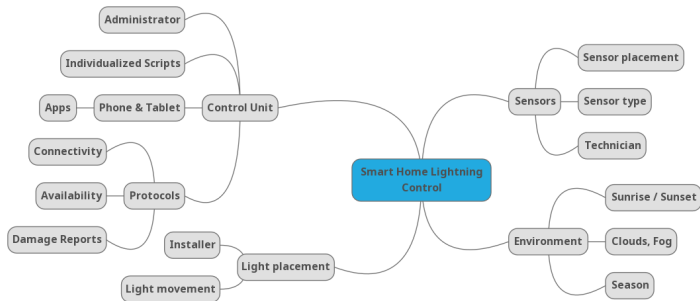 Smart Home Lightning
Control
Control Unit
Administrator
Individualized Scripts
Phone & Tablet
Apps
Protocols
Connectivity
Availability
Damage Reports
Light placement
Installer
Light movement
Sensors
Sensor placement
Sensor type
Technician
Environment
Sunrise / Sunset
Clouds, Fog
Season